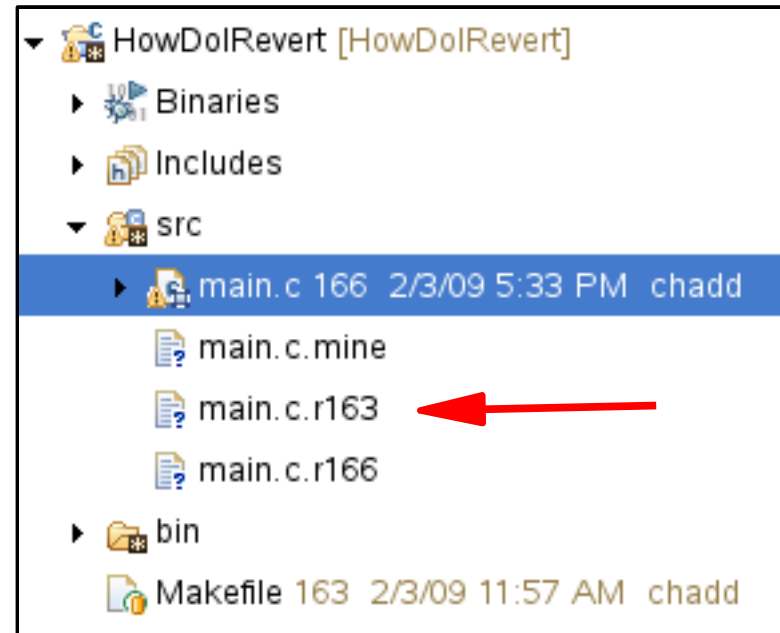 HowDoIRevert [HowDoIRevert]
Binaries
Includes
src
main.c 166 2/3/09 5:33 PM chadd
main.c.mine
main.c.r163
main.c.r166
bin
Makefile 163 2/3/09 11:57 AM chadd